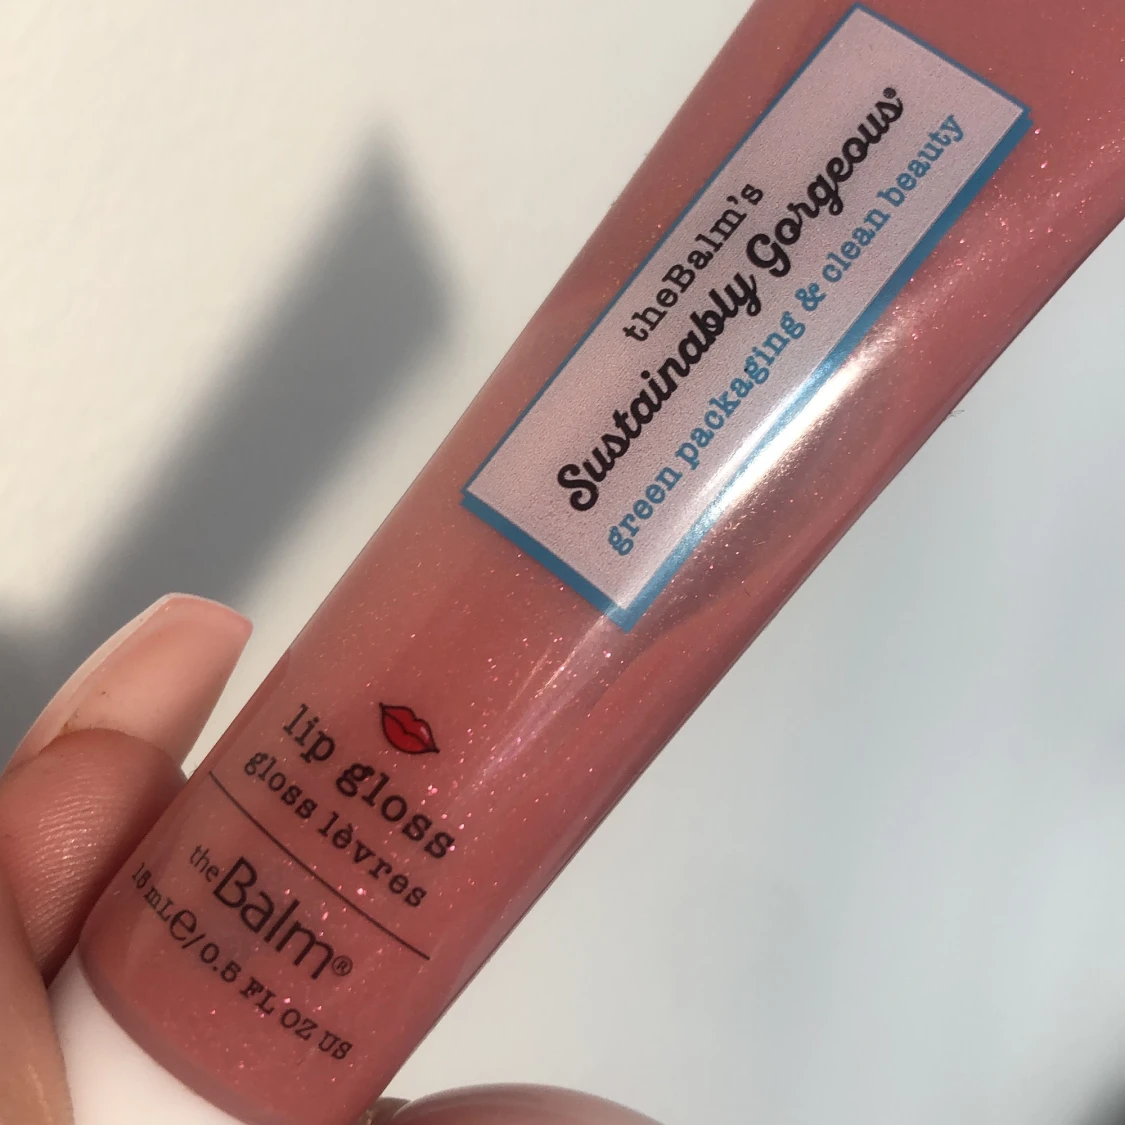 theBalm's
Sustainably Gorgeous®
green packaging & clean beauty
lip gloss
gloss lèvres
theBalm®
15 mL℮/0.5 FL OZ US